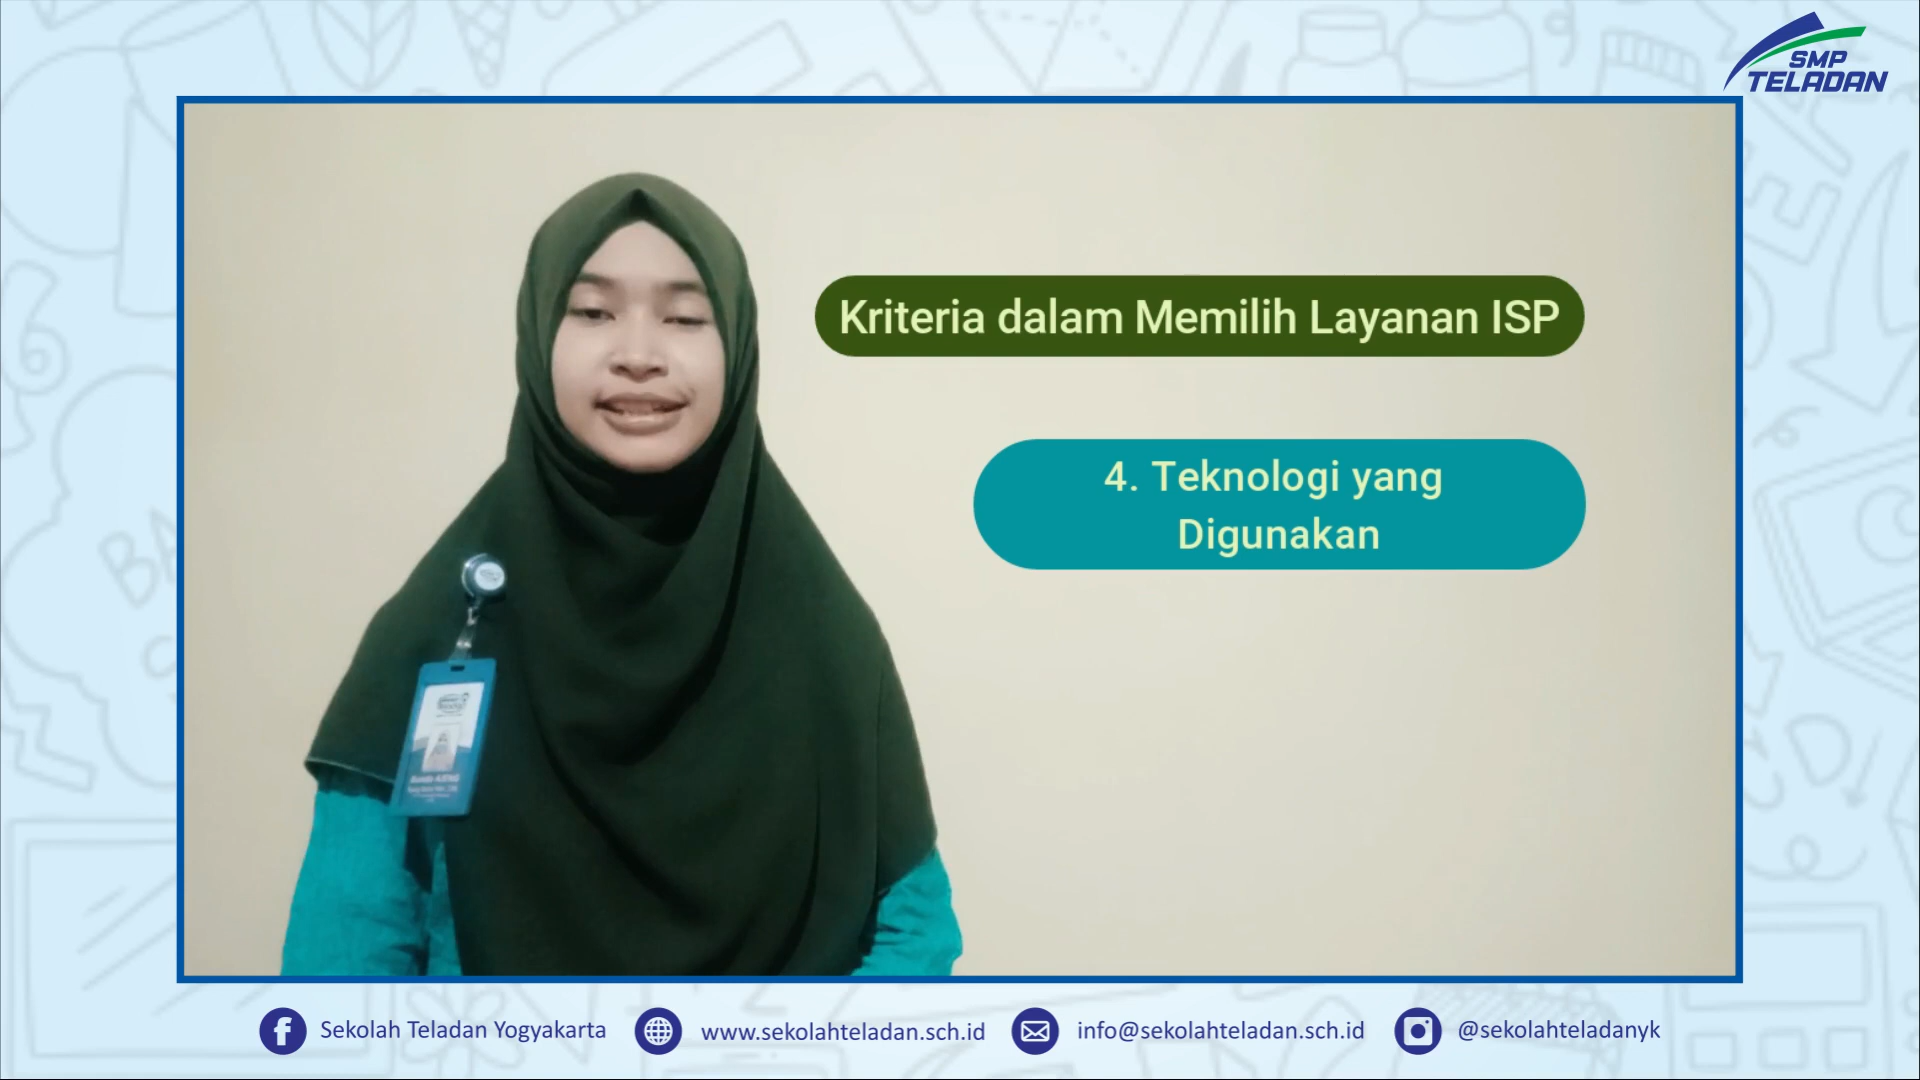 SMP
TELADAN
Kriteria dalam Memilih Layanan ISP
4. Teknologi yang
Digunakan
Sekolah Teladan Yogyakarta
www.sekolahteladan.sch.id
info@sekolahteladan.sch.id
@sekolahteladanyk